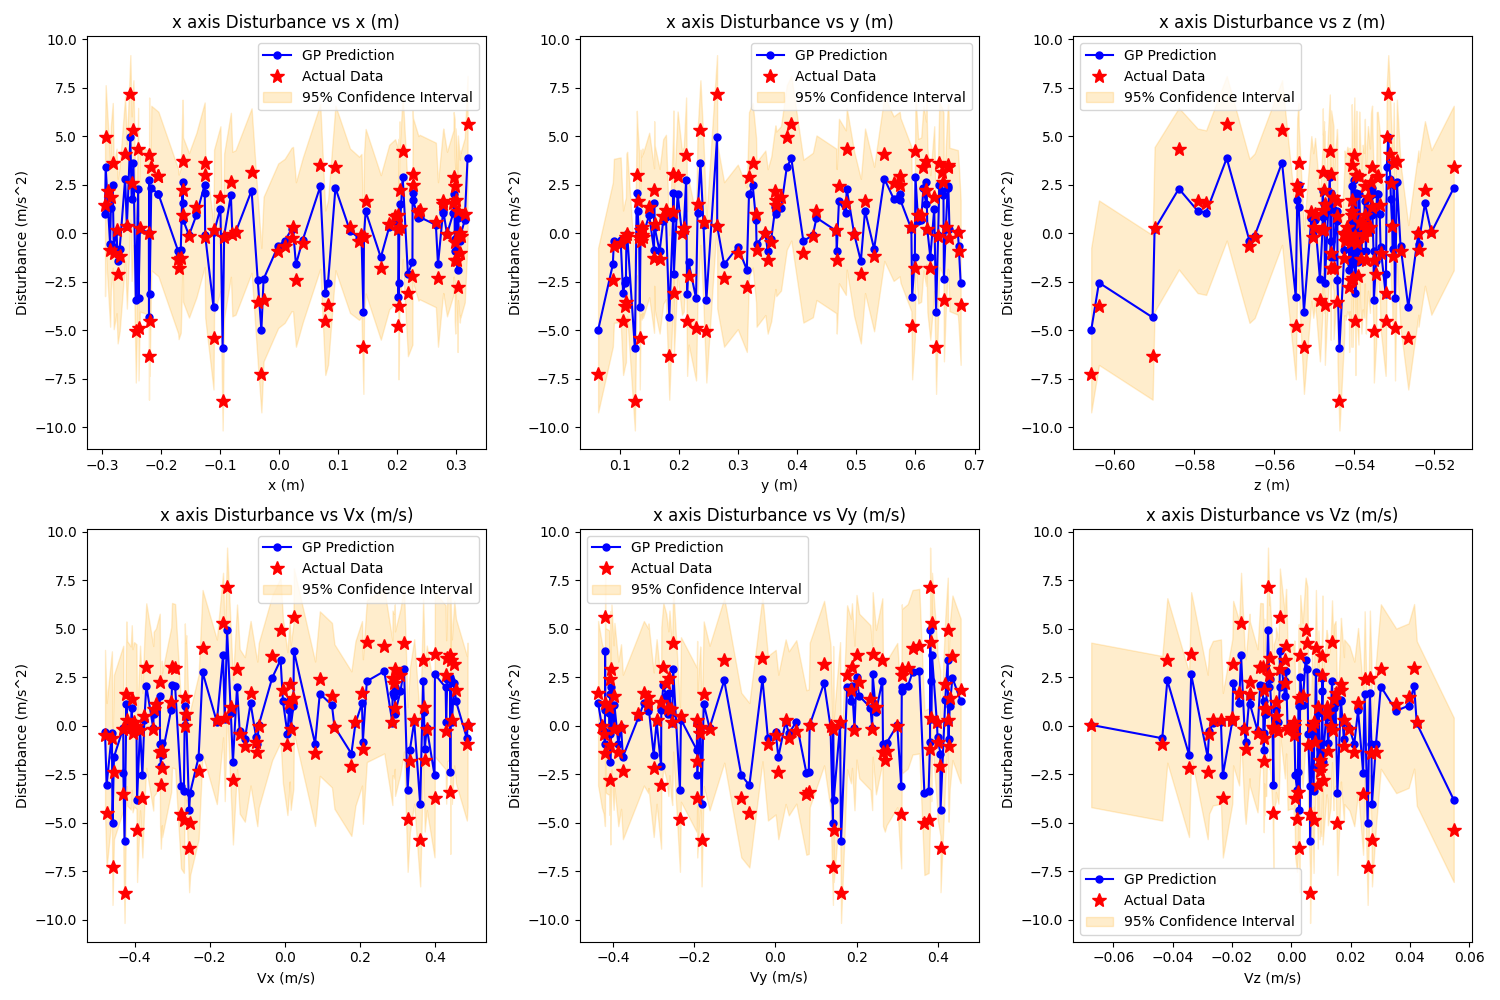 x axis Disturbance vs x (m)
10.0
7.5
5.0
2.5
0.0
−2.5
−5.0
−7.5
−10.0
Disturbance (m/s^2)
GP Prediction
Actual Data
95% Confidence Interval
−0.3 −0.2 −0.1 0.0 0.1 0.2 0.3
x (m)
x axis Disturbance vs y (m)
10.0
7.5
5.0
2.5
0.0
−2.5
−5.0
−7.5
−10.0
Disturbance (m/s^2)
GP Prediction
Actual Data
95% Confidence Interval
0.1 0.2 0.3 0.4 0.5 0.6 0.7
y (m)
x axis Disturbance vs z (m)
10.0
7.5
5.0
2.5
0.0
−2.5
−5.0
−7.5
−10.0
Disturbance (m/s^2)
GP Prediction
Actual Data
95% Confidence Interval
−0.60 −0.58 −0.56 −0.54 −0.52
z (m)
x axis Disturbance vs Vx (m/s)
10.0
7.5
5.0
2.5
0.0
−2.5
−5.0
−7.5
−10.0
Disturbance (m/s^2)
GP Prediction
Actual Data
95% Confidence Interval
−0.4 −0.2 0.0 0.2 0.4
Vx (m/s)
x axis Disturbance vs Vy (m/s)
10.0
7.5
5.0
2.5
0.0
−2.5
−5.0
−7.5
−10.0
Disturbance (m/s^2)
GP Prediction
Actual Data
95% Confidence Interval
−0.4 −0.2 0.0 0.2 0.4
Vy (m/s)
x axis Disturbance vs Vz (m/s)
10.0
7.5
5.0
2.5
0.0
−2.5
−5.0
−7.5
−10.0
Disturbance (m/s^2)
GP Prediction
Actual Data
95% Confidence Interval
−0.06 −0.04 −0.02 0.00 0.02 0.04 0.06
Vz (m/s)